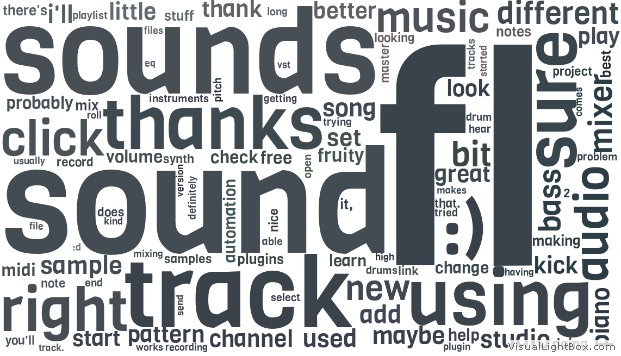 there's i'll playlist little stuff thank long better music different
files looking notes play
sounds eq vst master tracks started project best
probably mix instruments pitch getting look sure comes mixer
roll thanks song trying drum hear
click set fl bit problem
usually record volume synth check free open fruity great
version definitely makes bass 2 audio
sound file does kind automation nice it, that. tried
:d able :) making
mixing samples plugins learn high
midi sample drums link change having kick
note end send select new using piano
right track add
you'll start pattern channel used maybe help studio
track. works recording plugin
VisualLightBox.com